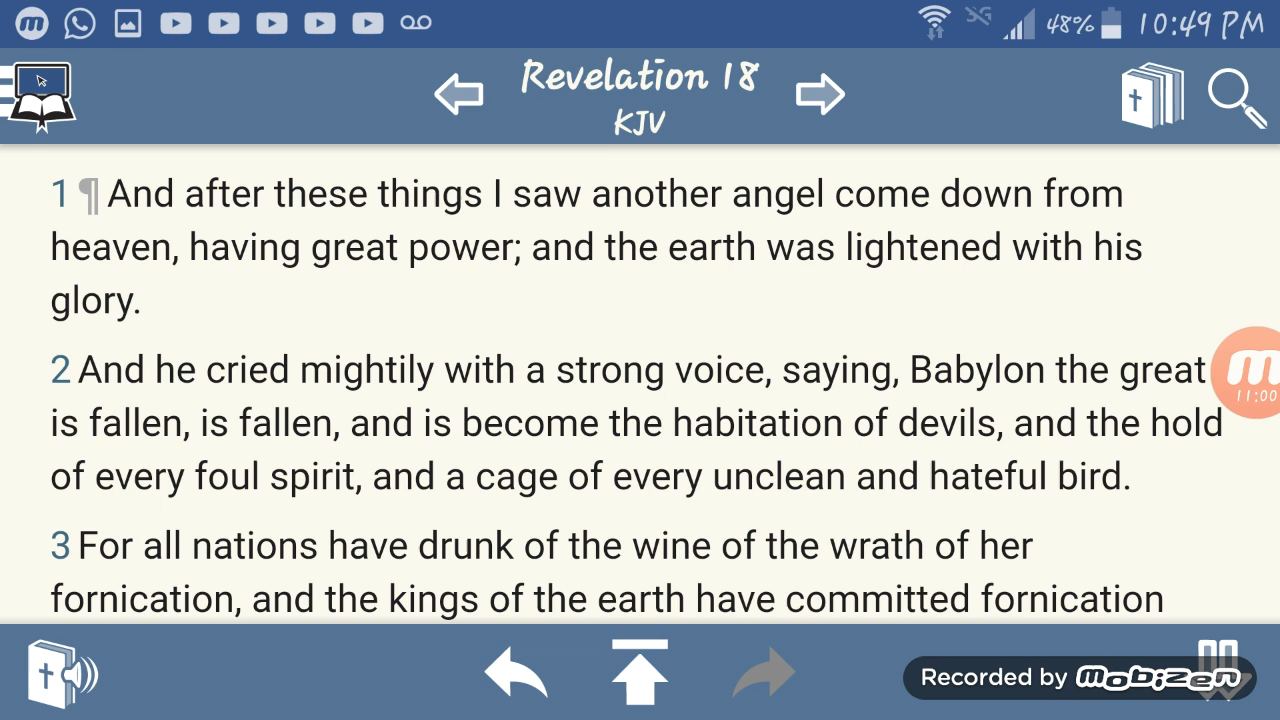 48% 10:49 PM
Revelation 18
KJV
1 ¶ And after these things I saw another angel come down from
heaven, having great power; and the earth was lightened with his
glory.
2 And he cried mightily with a strong voice, saying, Babylon the great
is fallen, is fallen, and is become the habitation of devils, and the hold
of every foul spirit, and a cage of every unclean and hateful bird.
11:00
3 For all nations have drunk of the wine of the wrath of her
fornication, and the kings of the earth have committed fornication
Recorded by mobizen